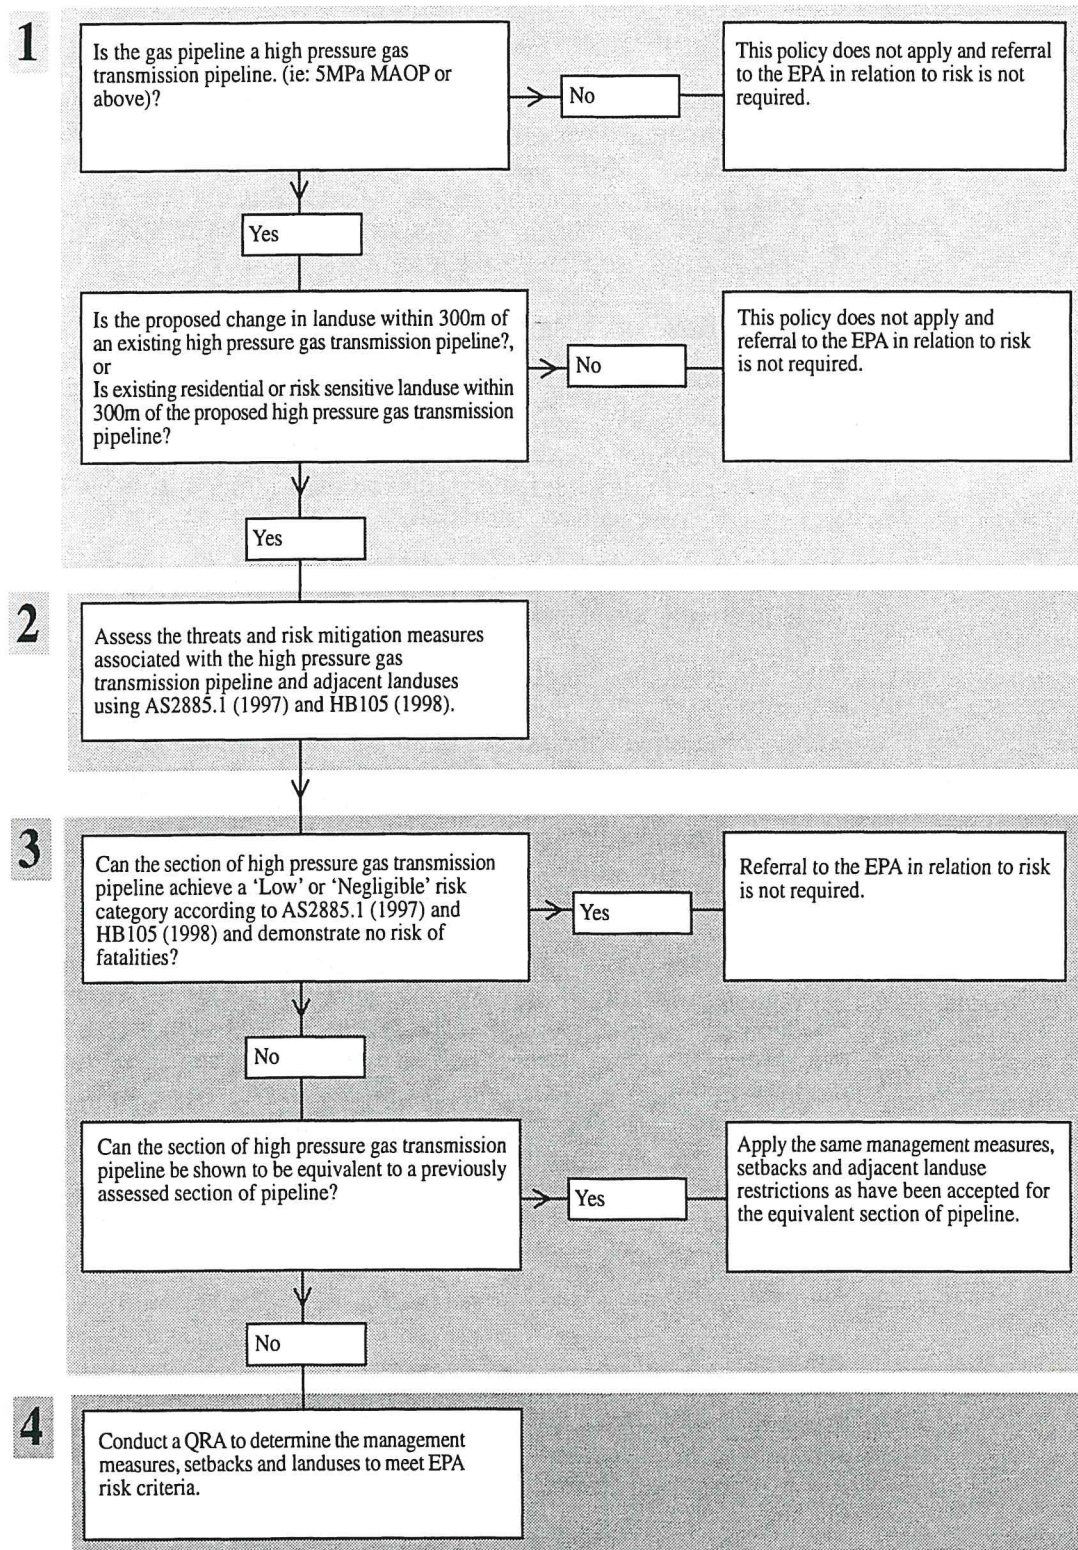 1
Is the gas pipeline a high pressure gas
transmission pipeline. (ie: 5MPa MAOP or
above)?
No
This policy does not apply and referral
to the EPA in relation to risk is not
required.
Yes
Is the proposed change in landuse within 300m of
an existing high pressure gas transmission pipeline?,
or
Is existing residential or risk sensitive landuse within
300m of the proposed high pressure gas transmission
pipeline?
No
This policy does not apply and
referral to the EPA in relation to risk
is not required.
Yes
2
Assess the threats and risk mitigation measures
associated with the high pressure gas
transmission pipeline and adjacent landuses
using AS2885.1 (1997) and HB105 (1998).
3
Can the section of high pressure gas transmission
pipeline achieve a ‘Low’ or ‘Negligible’ risk
category according to AS2885.1 (1997) and
HB105 (1998) and demonstrate no risk of
fatalities?
Yes
Referral to the EPA in relation to risk
is not required.
No
Can the section of high pressure gas transmission
pipeline be shown to be equivalent to a previously
assessed section of pipeline?
Yes
Apply the same management measures,
setbacks and adjacent landuse
restrictions as have been accepted for
the equivalent section of pipeline.
No
4
Conduct a QRA to determine the management
measures, setbacks and landuses to meet EPA
risk criteria.